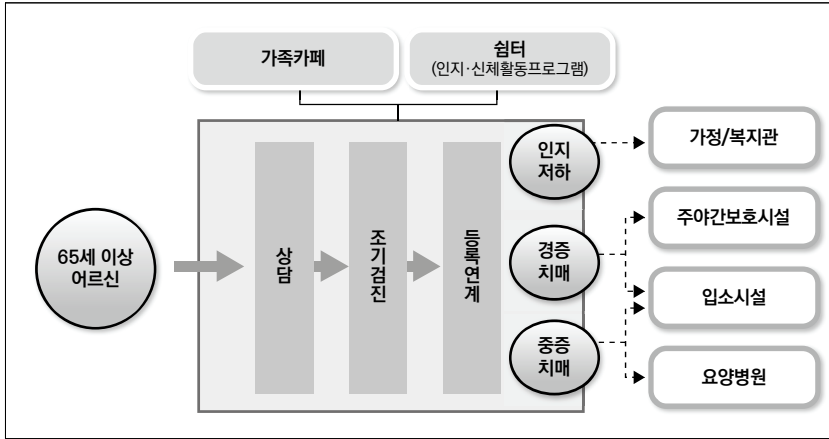 가족카페
쉼터
(인지·신체활동프로그램)
65세 이상
어르신
상담
조기검진
등록연계
인지
저하
경증
치매
중증
치매
가정/복지관
주야간보호시설
입소시설
요양병원